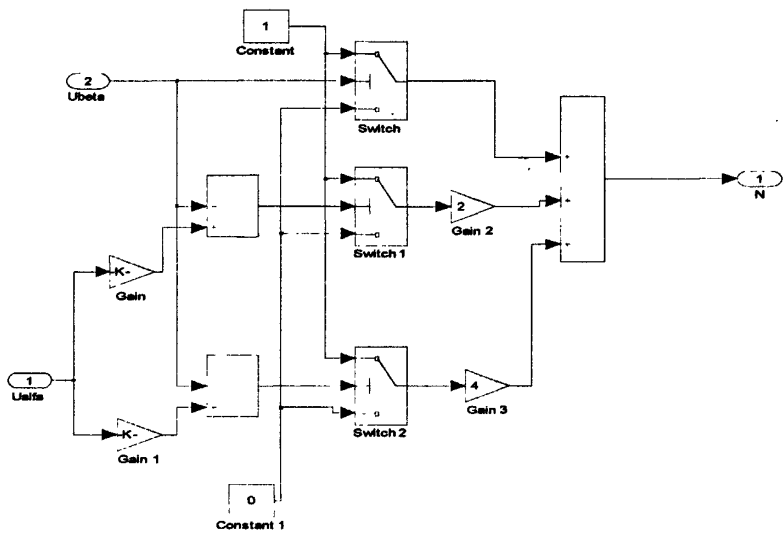 1
Constant
2
Ubeta
Switch
-
+
K-
Gain
Switch 1
2
Gain 2
+
+
+
1
N
1
Ualfa
K-
Gain 1
Switch 2
4
Gain 3
0
Constant 1